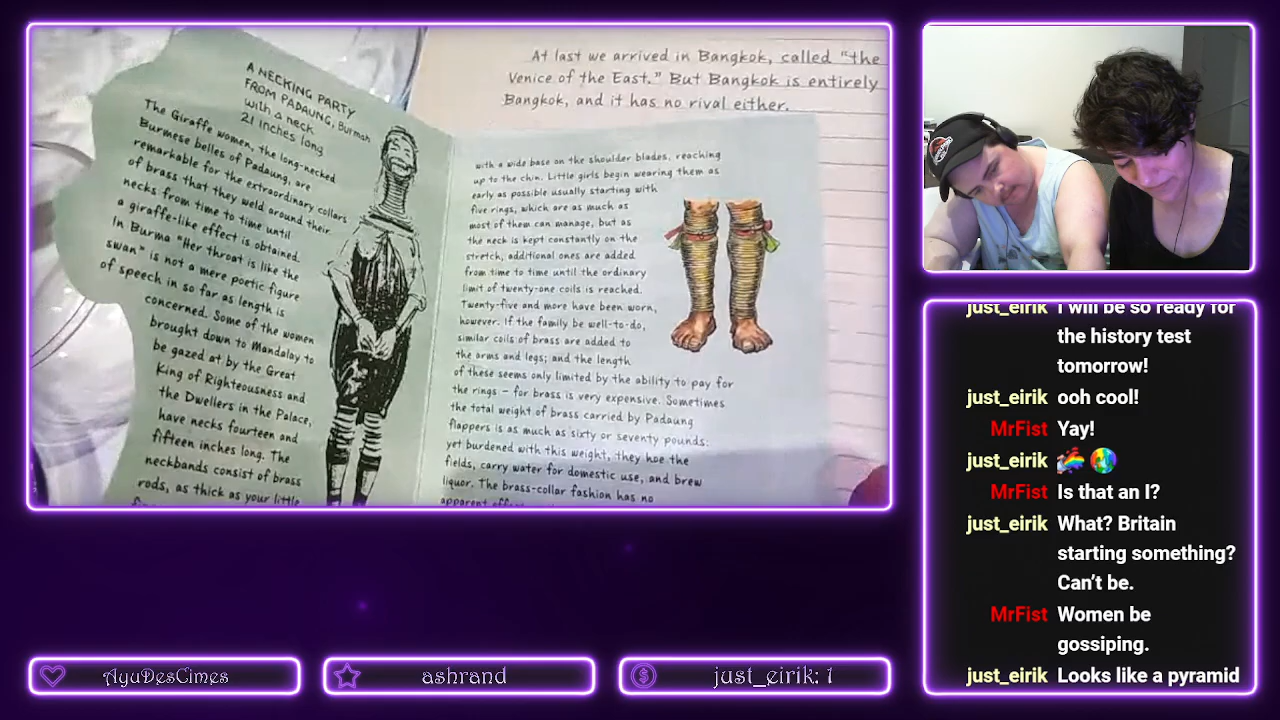 A NECKING PARTY
FROM PADAUNG, Burman
with a neck
21 inches long
The Giraffe women, the long-necked
Burmese belles of Padaung, are
remarkable for the extraordinary collars
of brass that they weld around their
necks from time to time until
a giraffe-like effect is obtained.
In Burma "Her throat is like the
swan" is not a mere poetic figure
of speech in so far as length is
concerned. Some of the women
brought down to Mandalay to
be gazed at by the Great
King of Righteousness and
the Dwellers in the Palace,
have necks fourteen and
fifteen inches long. The
neckbands consist of brass
rods, as thick as your little
At last we arrived in Bangkok, called "the
Venice of the East." But Bangkok is entirely
Bangkok, and it has no rival either.
with a wide base on the shoulder blades, reaching
up to the chin. Little girls begin wearing them as
early as possible usually starting with
five rings, which are as much as
most of them can manage, but as
the neck is kept constantly on the
stretch, additional ones are added
from time to time until the ordinary
limit of twenty-one coils is reached.
Twenty-five and more have been worn,
however. If the family be well-to-do,
similar coils of brass are added to
the arms and legs; and the length
of these seems only limited by the ability to pay for
the rings – for brass is very expensive. Sometimes
the total weight of brass carried by Padaung
flappers is as much as sixty or seventy pounds;
yet burdened with this weight, they hoe the
fields, carry water for domestic use, and brew
liquor. The brass-collar fashion has no
apparent
just_eirik I will be so ready for
the history test
tomorrow!
just_eirik ooh cool!
MrFist Yay!
just_eirik
MrFist Is that an I?
just_eirik What? Britain
starting something?
Can't be.
MrFist Women be
gossiping.
just_eirik Looks like a pyramid
AyuDesCimes
ashrand
just_eirik: 1